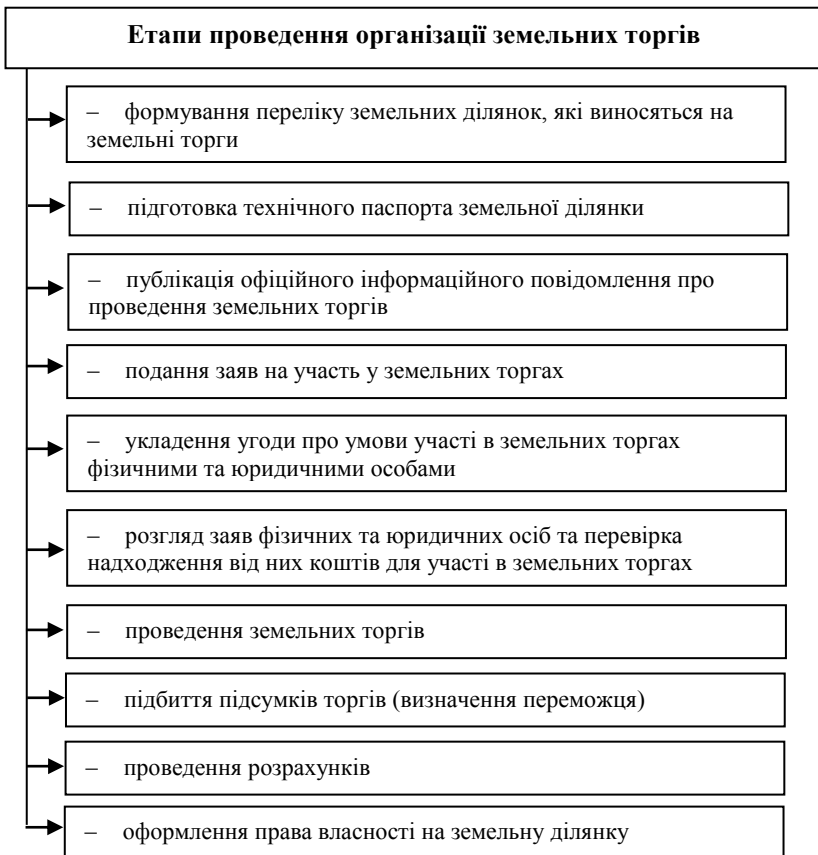 Етапи проведення організації земельних торгів
– формування переліку земельних ділянок, які виносяться на
земельні торги
– підготовка технічного паспорта земельної ділянки
– публікація офіційного інформаційного повідомлення про
проведення земельних торгів
– подання заяв на участь у земельних торгах
– укладення угоди про умови участі в земельних торгах
фізичними та юридичними особами
– розгляд заяв фізичних та юридичних осіб та перевірка
надходження від них коштів для участі в земельних торгах
– проведення земельних торгів
– підбиття підсумків торгів (визначення переможця)
– проведення розрахунків
– оформлення права власності на земельну ділянку